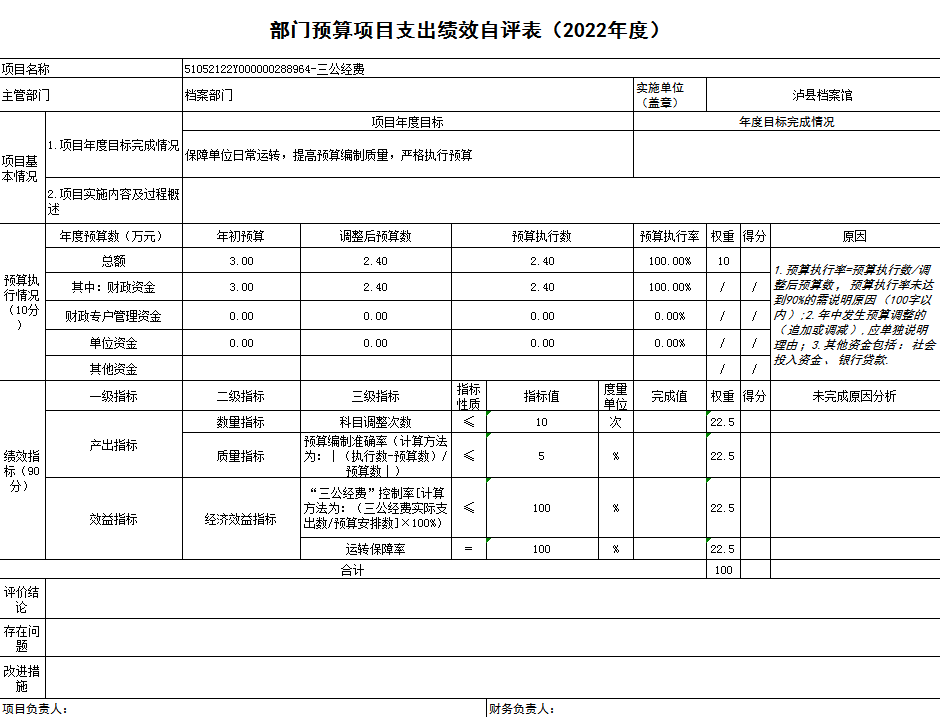 部门预算项目支出绩效自评表（2022年度）
项目名称 51052122Y000000288964-三公经费
主管部门 档案部门 实施单位（盖章） 泸县档案馆
项目基本情况
1.项目年度目标完成情况 项目年度目标 年度目标完成情况
保障单位日常运转，提高预算编制质量，严格执行预算
2.项目实施内容及过程概述
预算执行情况（10分）
年度预算数（万元） 年初预算 调整后预算数 预算执行数 预算执行率 权重 得分 原因
总额 3.00 2.40 2.40 100.00% 10
其中：财政资金 3.00 2.40 2.40 100.00% / /
财政专户管理资金 0.00 0.00 0.00 0.00% / /
单位资金 0.00 0.00 0.00 0.00% / /
其他资金 / /
1.预算执行率=预算执行数/调整后预算数，预算执行率未达到90%的需说明原因（100字以内）;2.年中发生预算调整的（追加或调减）,应单独说明理由；3.其他资金包括：社会投入资金、银行贷款.
绩效指标（90分）
一级指标 二级指标 三级指标 指标性质 指标值 度量单位 完成值 权重 得分 未完成原因分析
产出指标 数量指标 科目调整次数 ≤ 10 次 22.5
质量指标 预算编制准确率（计算方法为：|（执行数-预算数）/预算数|） ≤ 5 % 22.5
效益指标 经济效益指标 “三公经费”控制率[计算方法为：（三公经费实际支出数/预算安排数]×100%） ≤ 100 % 22.5
运转保障率 = 100 % 22.5
合计 100
评价结论
存在问题
改进措施
项目负责人： 财务负责人：